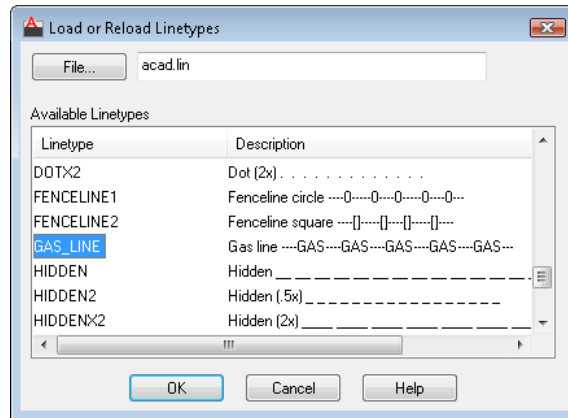 Load or Reload Linetypes
File... acad.lin
Available Linetypes
Linetype Description
DOTX2 Dot (2x) . . . . . . . . . . . . .
FENCELINE1 Fenceline circle ----0-----0----0-----0----0---
FENCELINE2 Fenceline square ----[]-----[]----[]-----[]----
GAS_LINE Gas line ----GAS----GAS----GAS----GAS----GAS---
HIDDEN Hidden __ __ __ __ __ __ __ __ __ __ __ __ __ __
HIDDEN2 Hidden (.5x) _ _ _ _ _ _ _ _ _ _ _ _ _ _ _ _ _
HIDDENX2 Hidden (2x) ____ ____ ____ ____ ____ ____
OK Cancel Help